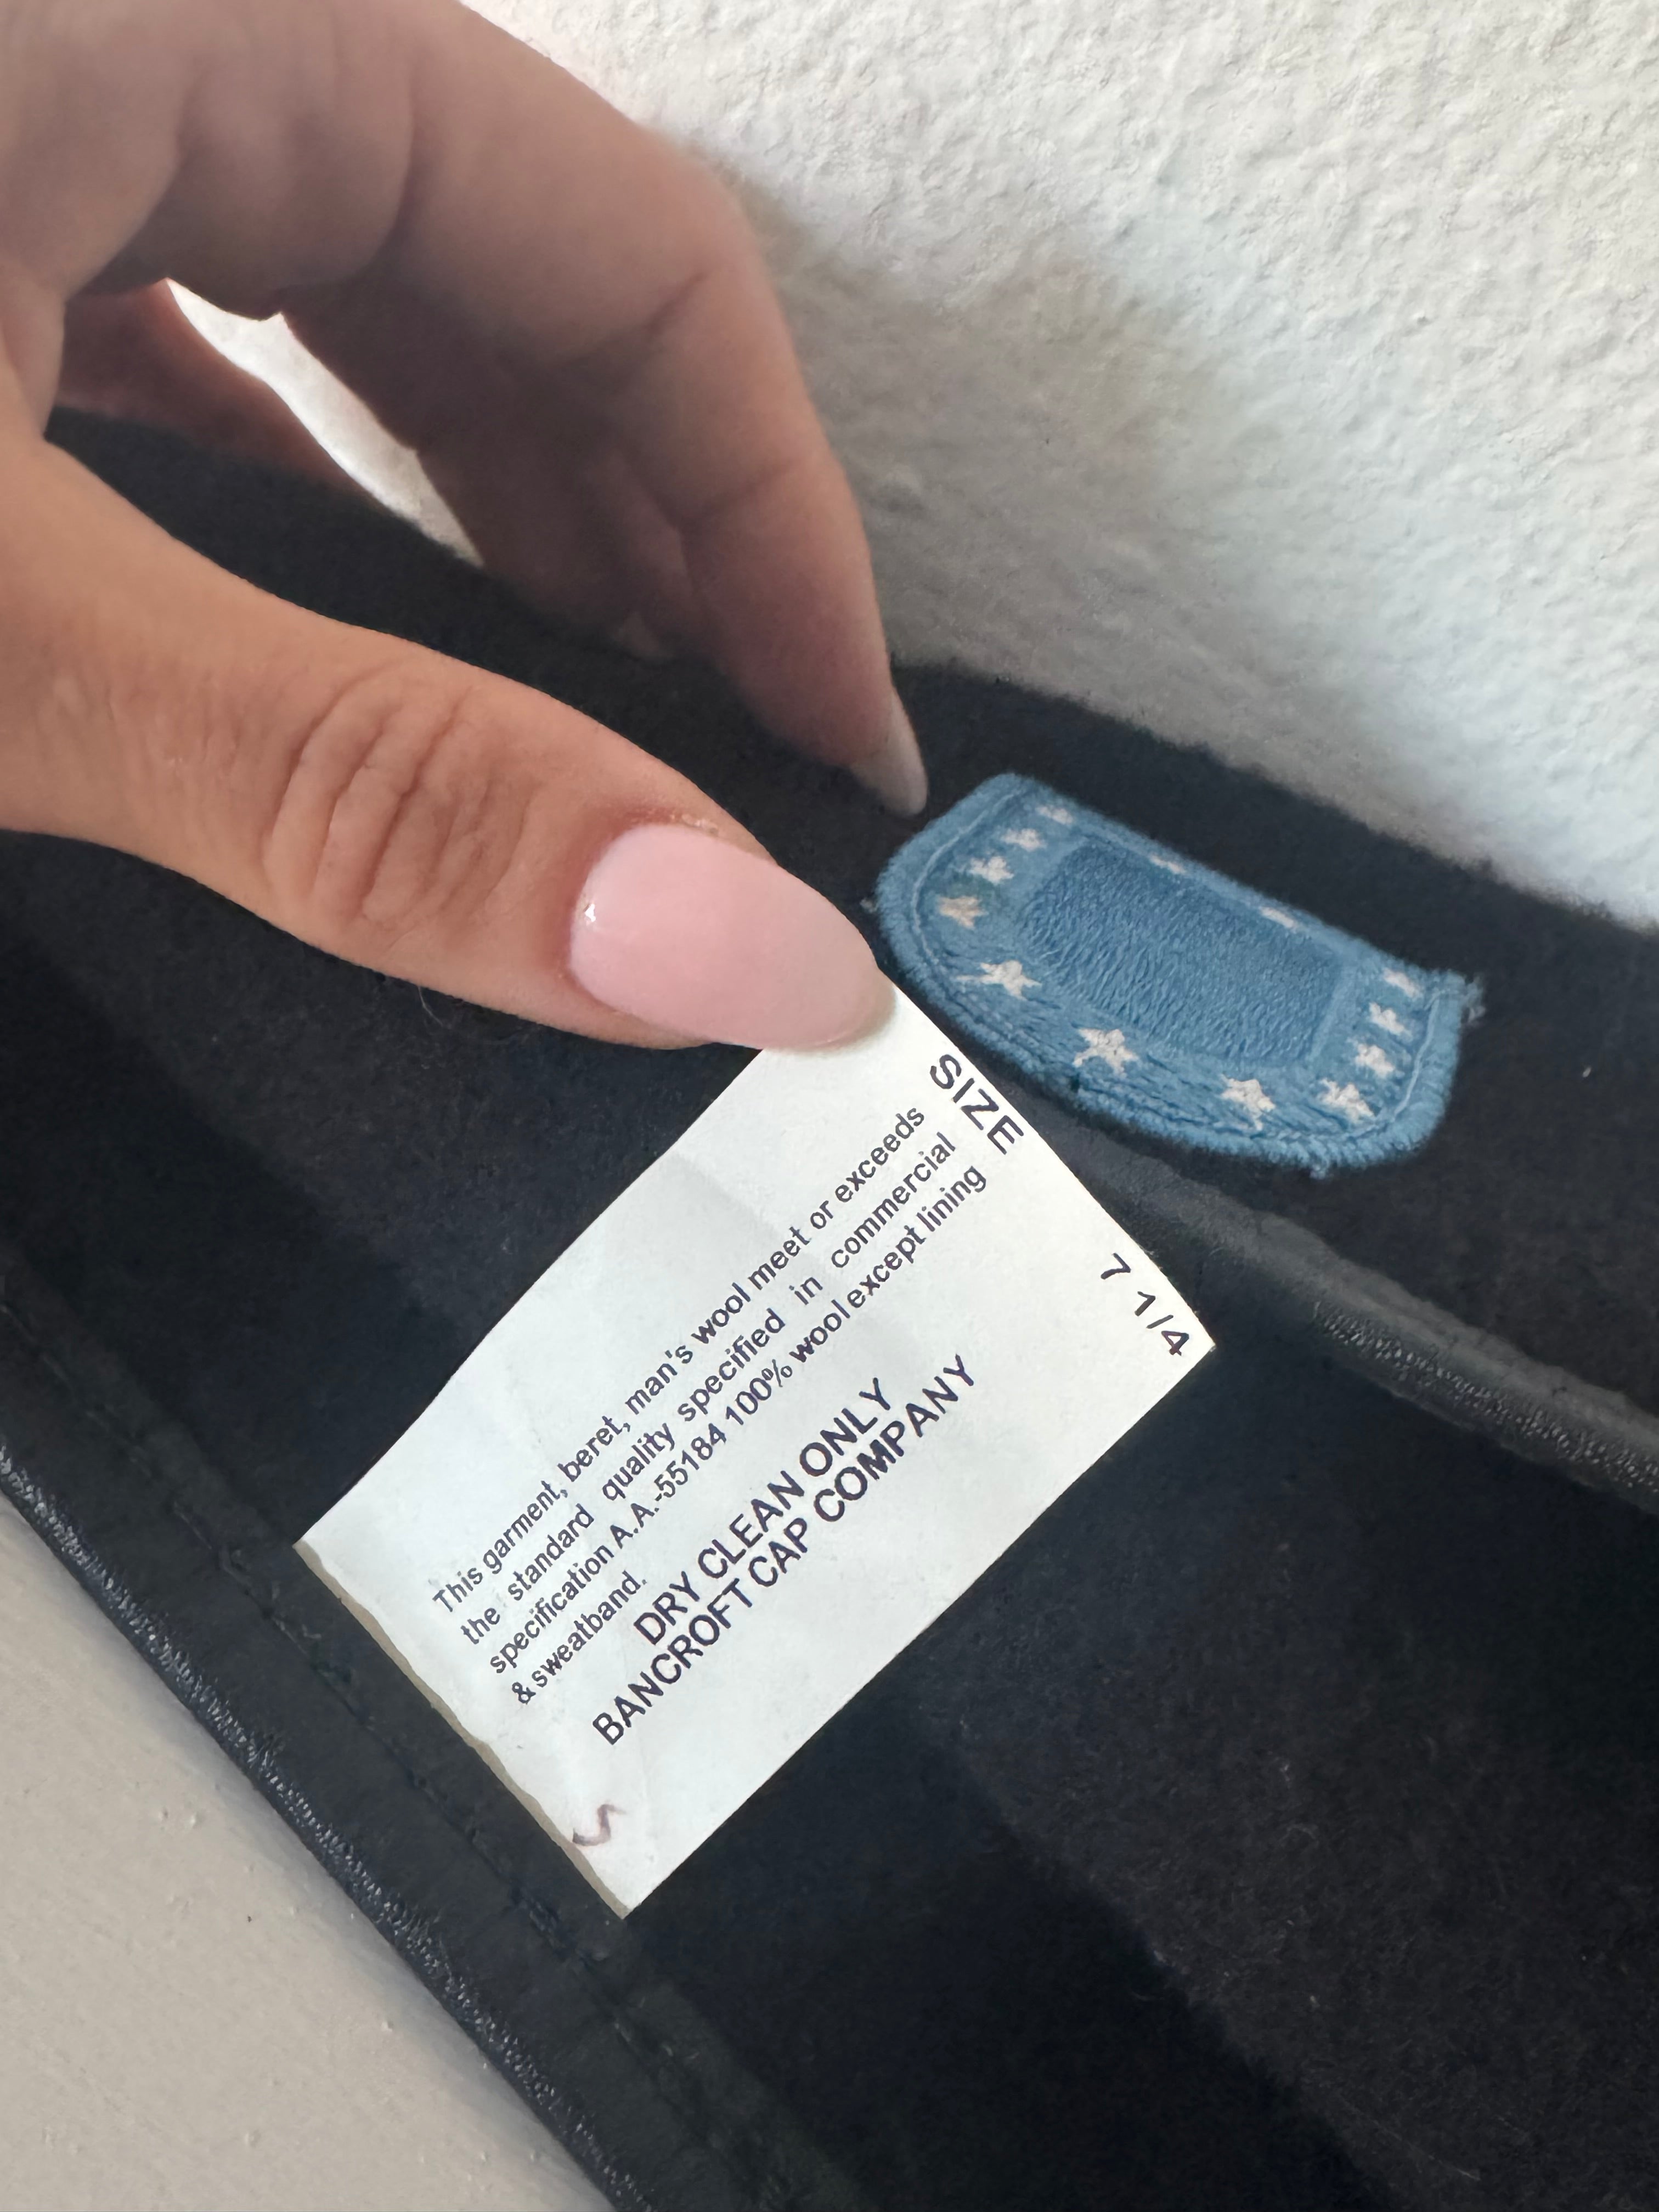 SIZE 7 1/4
This garment, beret, man's wool meet or exceeds
the standard quality specified in commercial
specification A.A.-55184 100% wool except lining
& sweatband.
DRY CLEAN ONLY
BANCROFT CAP COMPANY